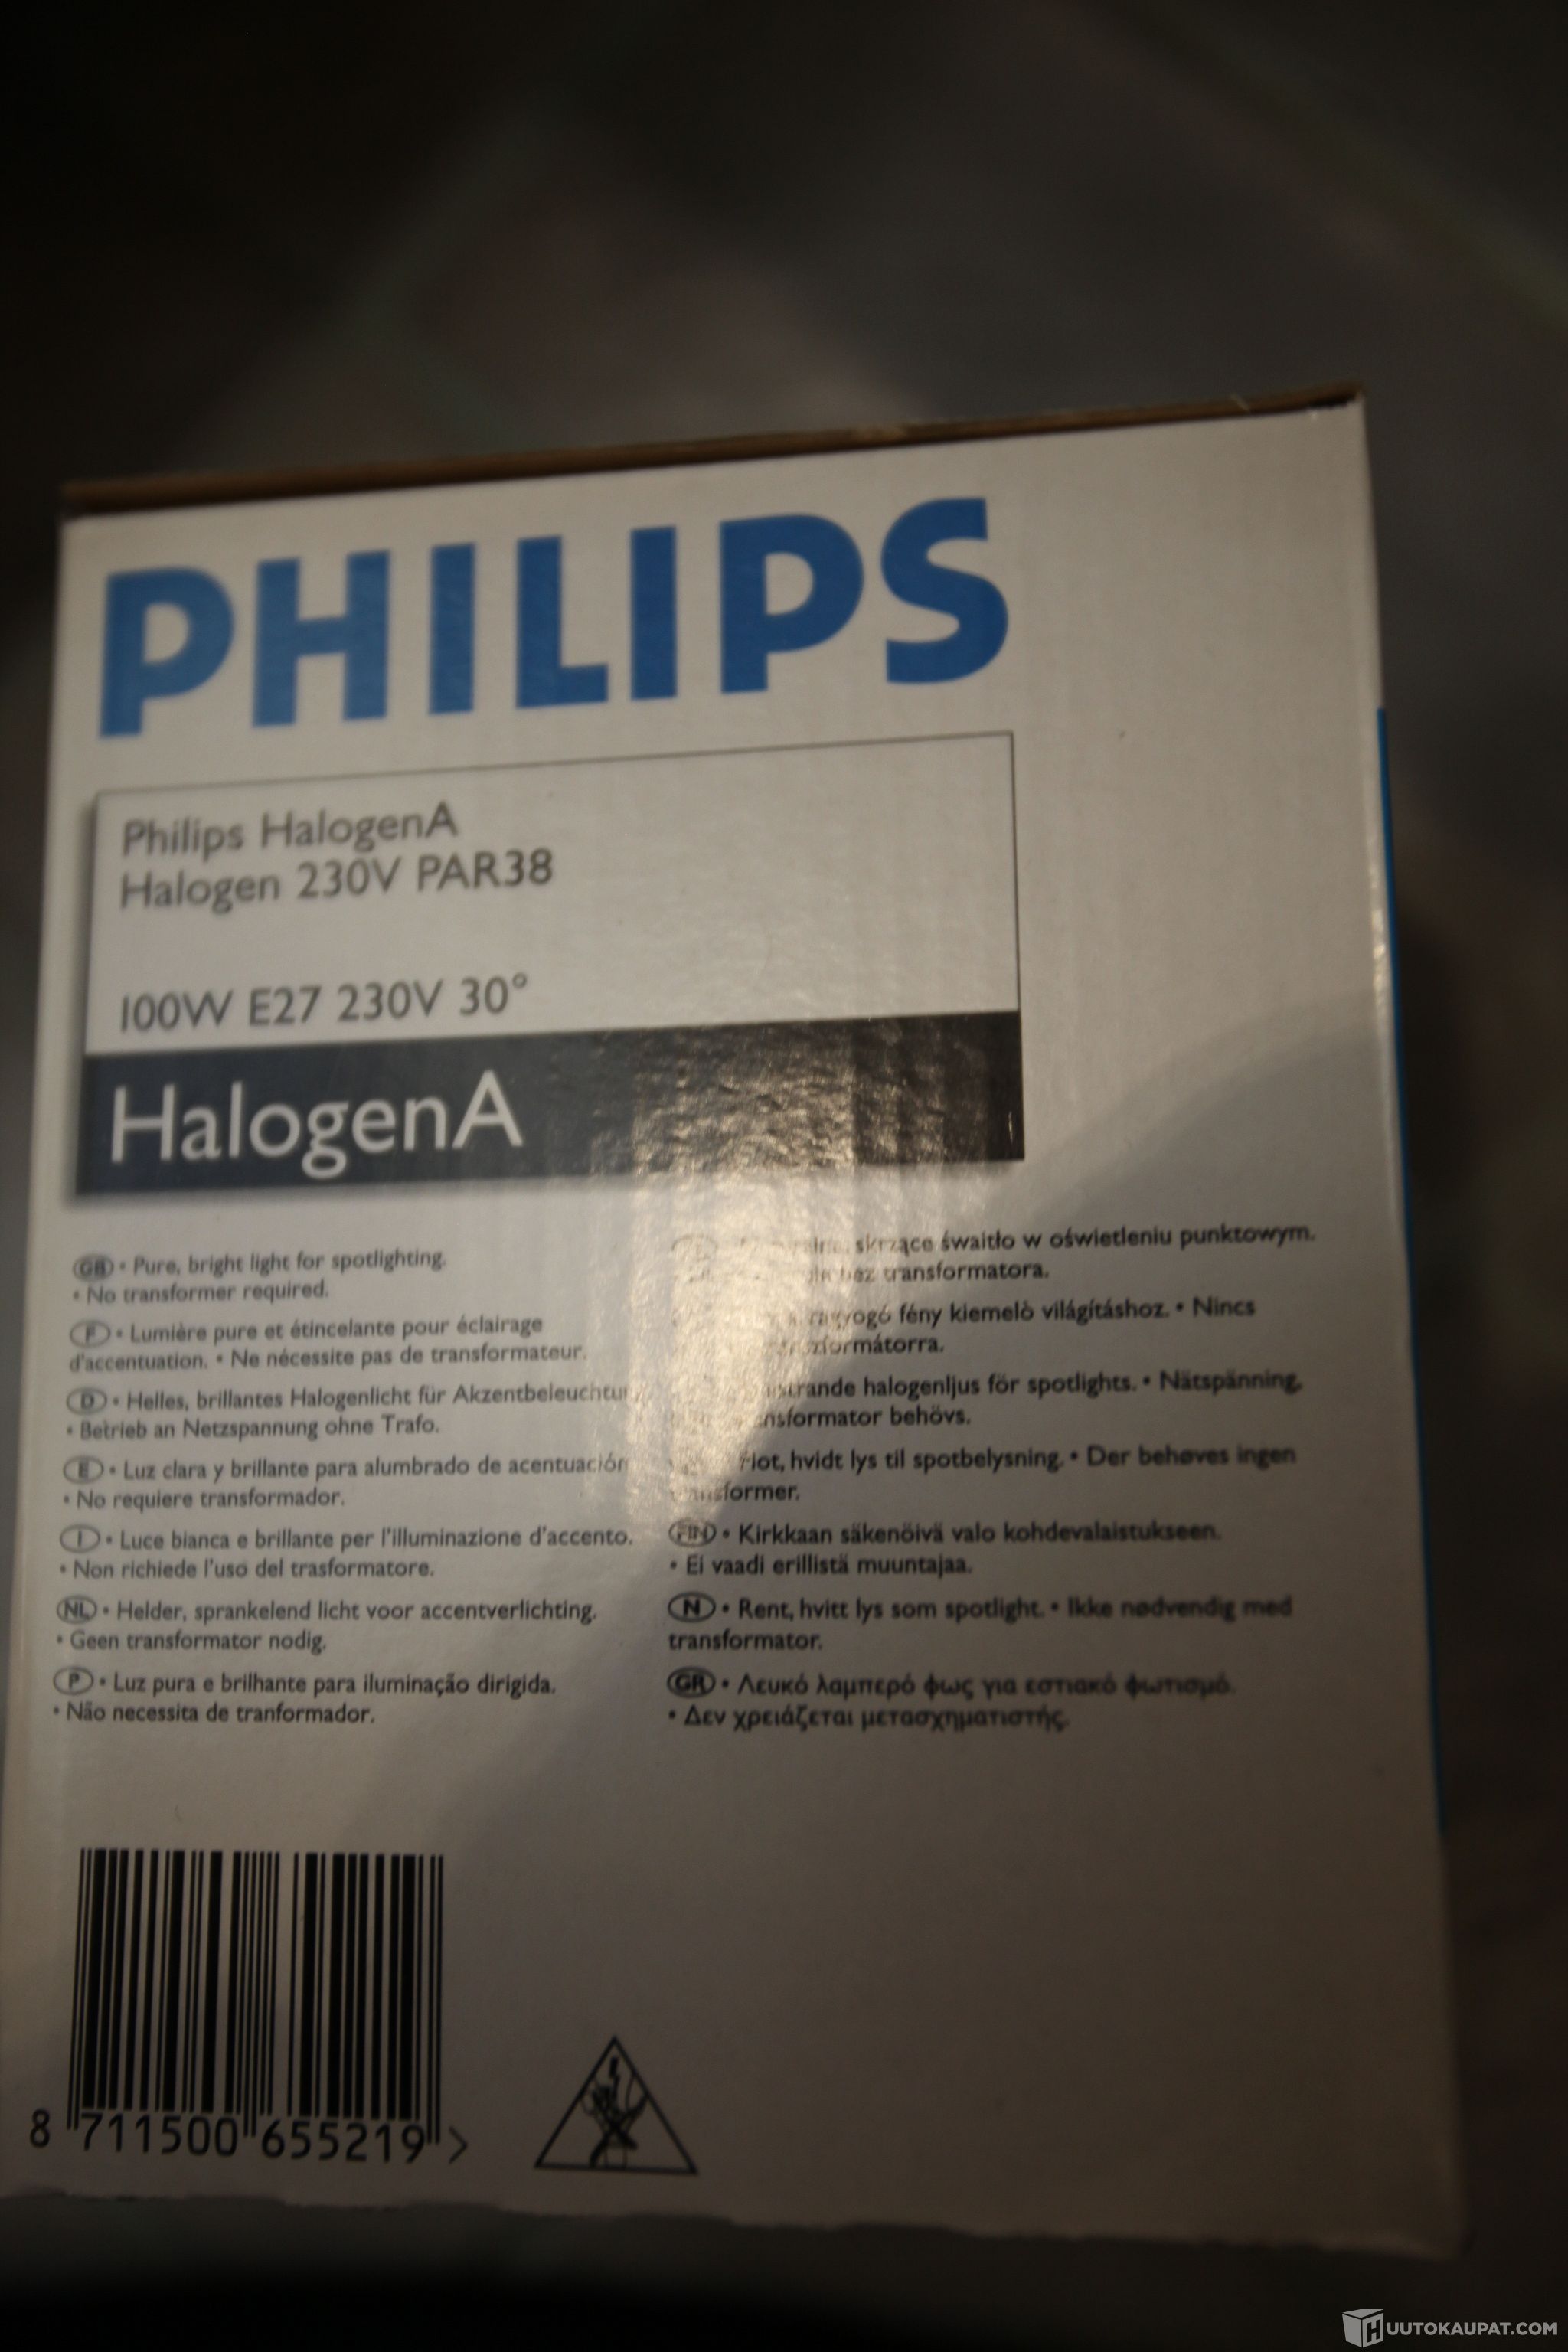 PHILIPS
Philips HalogenA
Halogen 230V PAR38
100W E27 230V 30°
HalogenA
GB • Pure, bright light for spotlighting.
• No transformer required.
F • Lumière pure et étincelante pour éclairage
d'accentuation. • Ne nécessite pas de transformateur.
D • Helles, brillantes Halogenlicht für
• Betrieb an Netzspannung ohne Trafo.
E • Luz clara y brillante para alumbrado de acentuación
• No requiere transformador.
I • Luce bianca e brillante per l'illuminazione d'accento.
• Non richiede l'uso del trasformatore.
NL • Helder, sprankelend licht voor accentverlichting.
• Geen transformator nodig.
P • Luz pura e brilhante para iluminação dirigida.
• Não necessita de tranformador.
skrzące śwaitło w oświetleniu punktowym.
bez transformatora.
fény kiemelò világításhoz. • Nincs
halogenljus för spotlights. • Nätspänning,
behövs.
hvidt lys til spotbelysning. • Der behøves ingen
FIN • Kirkkaan säkenöivä valo kohdevalaistukseen.
• Ei vaadi erillistä muuntajaa.
N • Rent, hvitt lys som spotlight. • Ikke nødvendig med
transformator.
GR • Λευκό λαμπερό φως για εστιακό φωτισμό.
• Δεν χρειάζεται μετασχηματιστής.
8 711500 655219 >
HUUTOKAUPAT.COM